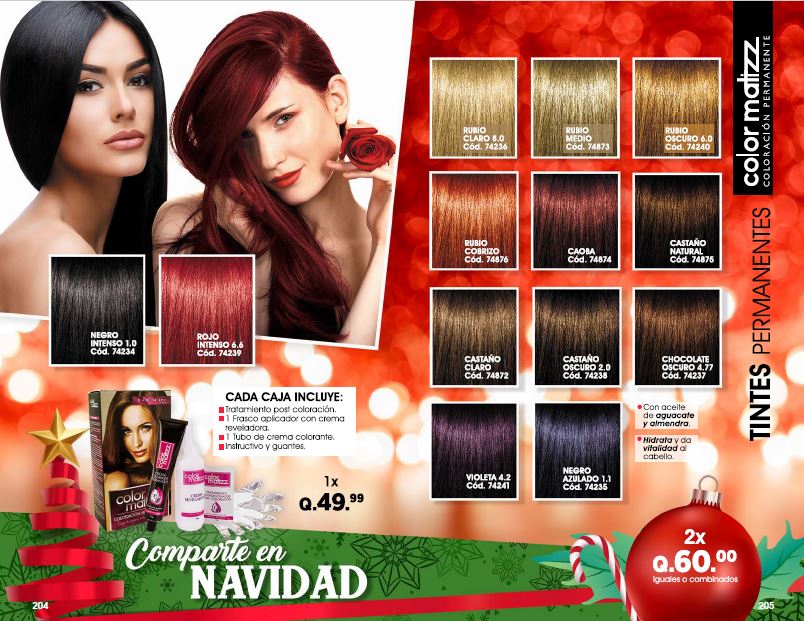 NEGRO
INTENSO 1.0
Cód. 74234
ROJO
INTENSO 6.6
Cód. 74239
CADA CAJA INCLUYE:
Tratamiento post coloración.
1 Frasco aplicador con crema
reveladora.
1 Tubo de crema colorante.
Instructivo y guantes.
1x
Q.49.99
color
matizz
Comparte en
NAVIDAD
204
RUBIO
CLARO 8.0
Cód. 74236
RUBIO
MEDIO
Cód. 74873
RUBIO
OSCURO 6.0
Cód. 74240
RUBIO
COBRIZO
Cód. 74876
CAOBA
Cód. 74874
CASTAÑO
NATURAL
Cód. 74875
CASTAÑO
CLARO
Cód. 74872
CASTAÑO
OSCURO 2.0
Cód. 74238
CHOCOLATE
OSCURO 4.77
Cód. 74237
VIOLETA 4.2
Cód. 74241
NEGRO
AZULADO 1.1
Cód. 74235
Con aceite
de aguacate
y almendra.
Hidrata y da
vitalidad al
cabello.
color matizz
COLORACIÓN PERMANENTE
TINTES PERMANENTES
2x
Q.60.00
Iguales o combinados
205